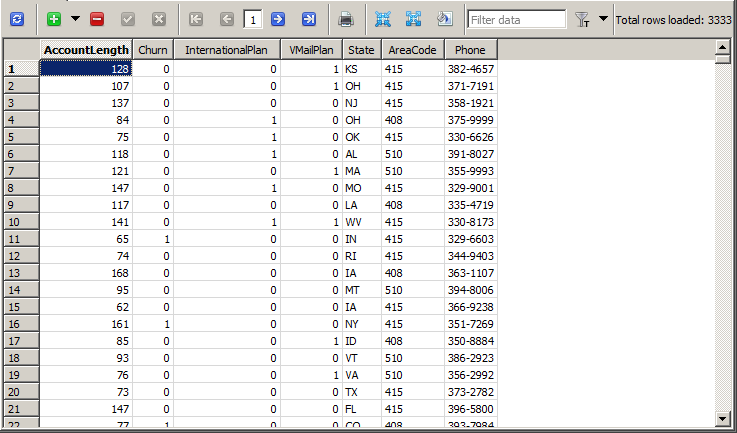 1 Filter data Total rows loaded: 3333
AccountLength Churn InternationalPlan VMailPlan State AreaCode Phone
1 128 0 0 1 KS 415 382-4657
2 107 0 0 1 OH 415 371-7191
3 137 0 0 0 NJ 415 358-1921
4 84 0 1 0 OH 408 375-9999
5 75 0 1 0 OK 415 330-6626
6 118 0 1 0 AL 510 391-8027
7 121 0 0 1 MA 510 355-9993
8 147 0 1 0 MO 415 329-9001
9 117 0 0 0 LA 408 335-4719
10 141 0 1 1 WV 415 330-8173
11 65 1 0 0 IN 415 329-6603
12 74 0 0 0 RI 415 344-9403
13 168 0 0 0 IA 408 363-1107
14 95 0 0 0 MT 510 394-8006
15 62 0 0 0 IA 415 366-9238
16 161 1 0 0 NY 415 351-7269
17 85 0 0 1 ID 408 350-8884
18 93 0 0 0 VT 510 386-2923
19 76 0 0 1 VA 510 356-2992
20 73 0 0 0 TX 415 373-2782
21 147 0 0 0 FL 415 396-5800
22 77 1 0 0 CO 408 393-7984